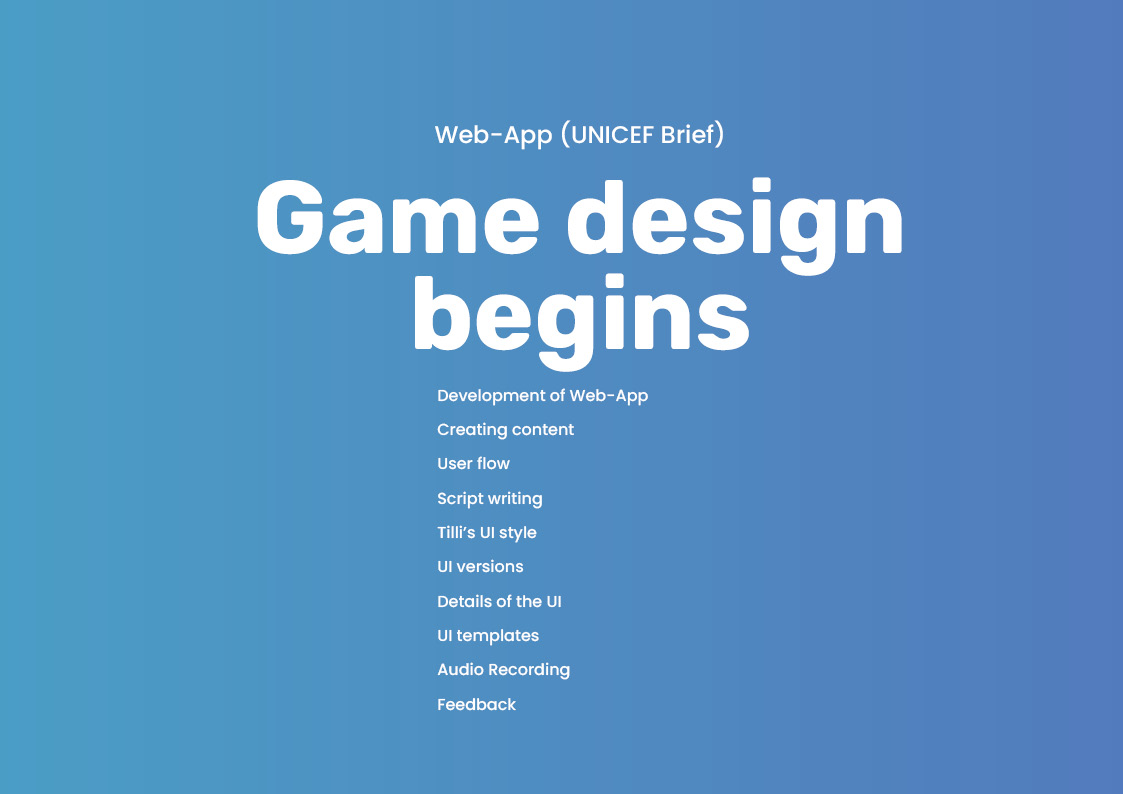 Web-App (UNICEF Brief)
Game design
begins
Development of Web-App
Creating content
User flow
Script writing
Tilli’s UI style
UI versions
Details of the UI
UI templates
Audio Recording
Feedback